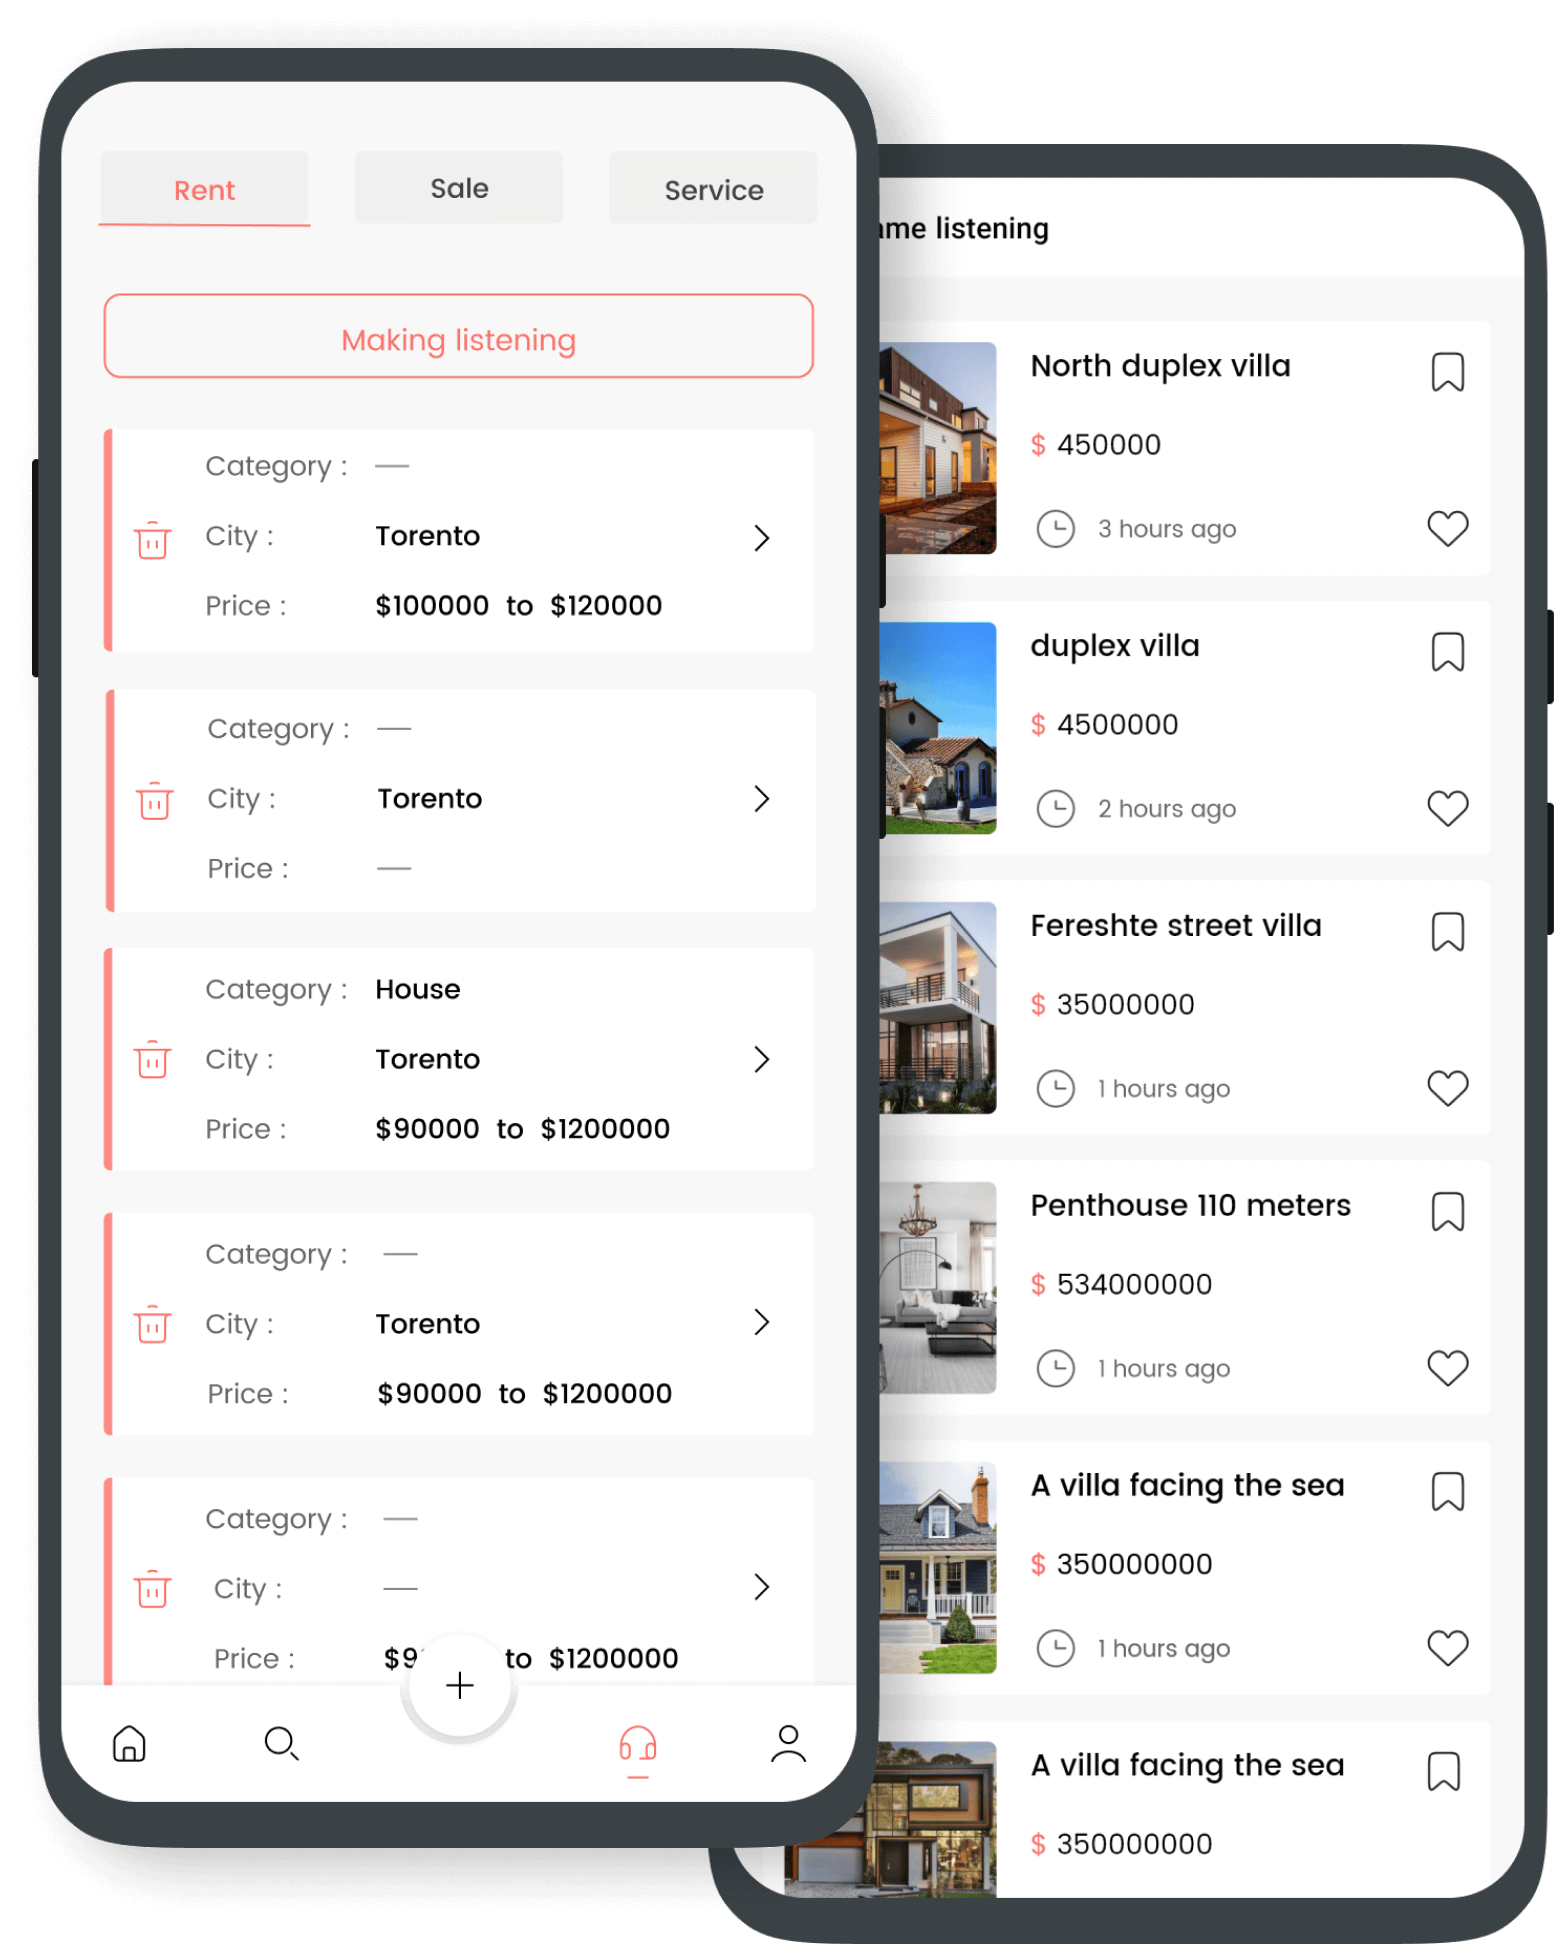 Rent
Sale
Service
Making listening
Category : —
City : Torento
Price : $100000 to $120000
Category : —
City : Torento
Price : —
Category : House
City : Torento
Price : $90000 to $1200000
Category : —
City : Torento
Price : $90000 to $1200000
Category : —
City : —
Price : $9 to $1200000
listening
North duplex villa
$ 450000
3 hours ago
duplex villa
$ 4500000
2 hours ago
Fereshte street villa
$ 35000000
1 hours ago
Penthouse 110 meters
$ 534000000
1 hours ago
A villa facing the sea
$ 350000000
1 hours ago
A villa facing the sea
$ 350000000